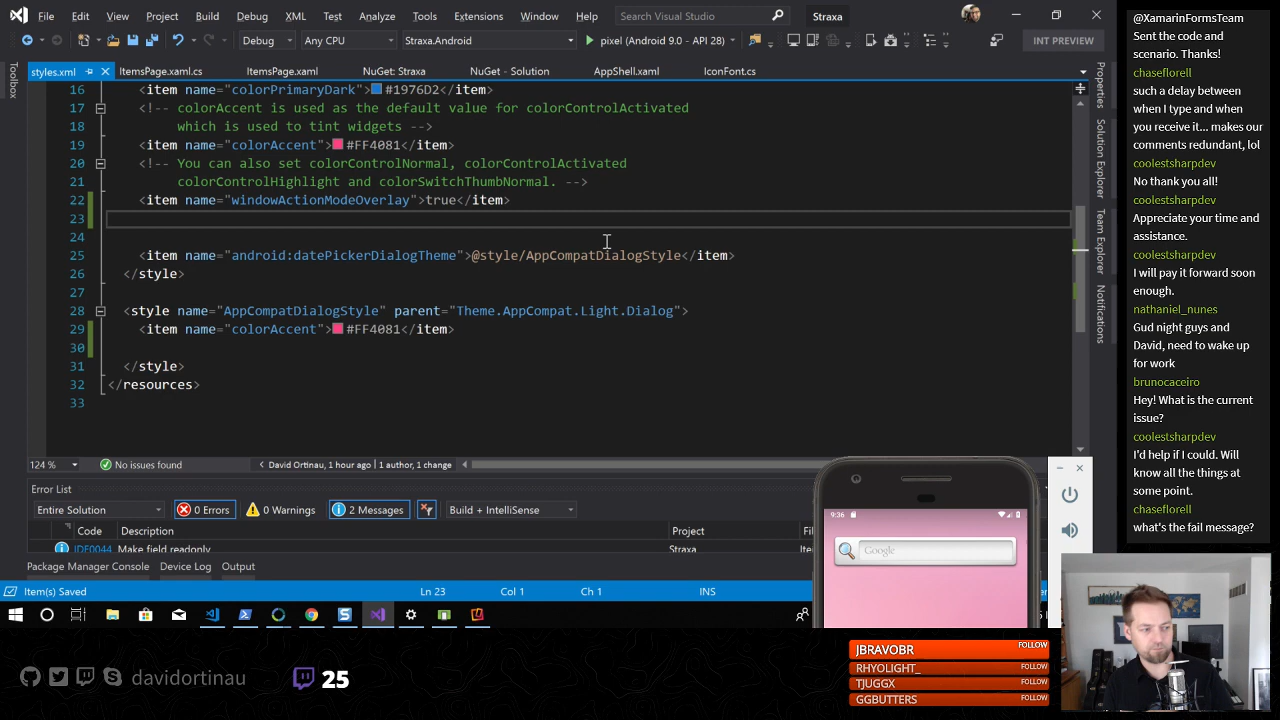 File Edit View Project Build Debug XML Test Analyze Tools Extensions Window Help Search Visual Studio Straxa
Debug Any CPU Straxa.Android pixel (Android 9.0 - API 28) INT PREVIEW
styles.xml ItemsPage.xaml.cs ItemsPage.xaml NuGet: Straxa NuGet - Solution AppShell.xaml IconFont.cs
Toolbox
16 <item name="colorPrimaryDark">#1976D2</item>
17 <!-- colorAccent is used as the default value for colorControlActivated
18 which is used to tint widgets -->
19 <item name="colorAccent">#FF4081</item>
20 <!-- You can also set colorControlNormal, colorControlActivated
21 colorControlHighlight and colorSwitchThumbNormal. -->
22 <item name="windowActionModeOverlay">true</item>
23
24
25 <item name="android:datePickerDialogTheme">@style/AppCompatDialogStyle</item>
26 </style>
27
28 <style name="AppCompatDialogStyle" parent="Theme.AppCompat.Light.Dialog">
29 <item name="colorAccent">#FF4081</item>
30
31 </style>
32 </resources>
33
124 % No issues found David Ortinau, 1 hour ago | 1 author, 1 change
Error List
Entire Solution 0 Errors 0 Warnings 2 Messages Build + IntelliSense
Code Description Project
IDE0044 Make field readonly Straxa
Package Manager Console Device Log Output
Item(s) Saved Ln 23 Col 1 Ch 1 INS
Properties
Solution Explorer
Team Explorer
Notifications
9:36
Google
@XamarinFormsTeam
Sent the code and
scenario. Thanks!
chaseflorell
such a delay between
when I type and when
you receive it... makes our
comments redundant, lol
coolestsharpdev
No thank you all!
coolestsharpdev
Appreciate your time and
assistance.
coolestsharpdev
I will pay it forward soon
enough.
nathaniel_nunes
Gud night guys and
David, need to wake up
for work
brunocaceiro
Hey! What is the current
issue?
coolestsharpdev
I'd help if I could. Will
know all the things at
some point.
chaseflorell
what's the fail message?
davidortinau 25
JBRAVOBR FOLLOW
RHYOLIGHT_ FOLLOW
TJUGGX FOLLOW
GGBUTTERS FOLLOW